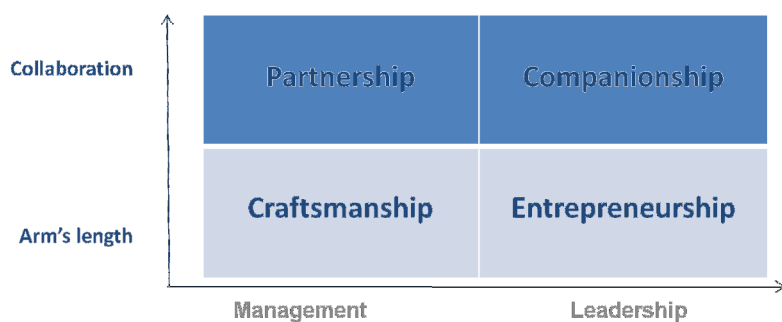 Collaboration
Partnership
Companionship
Craftsmanship
Entrepreneurship
Arm's length
Management
Leadership